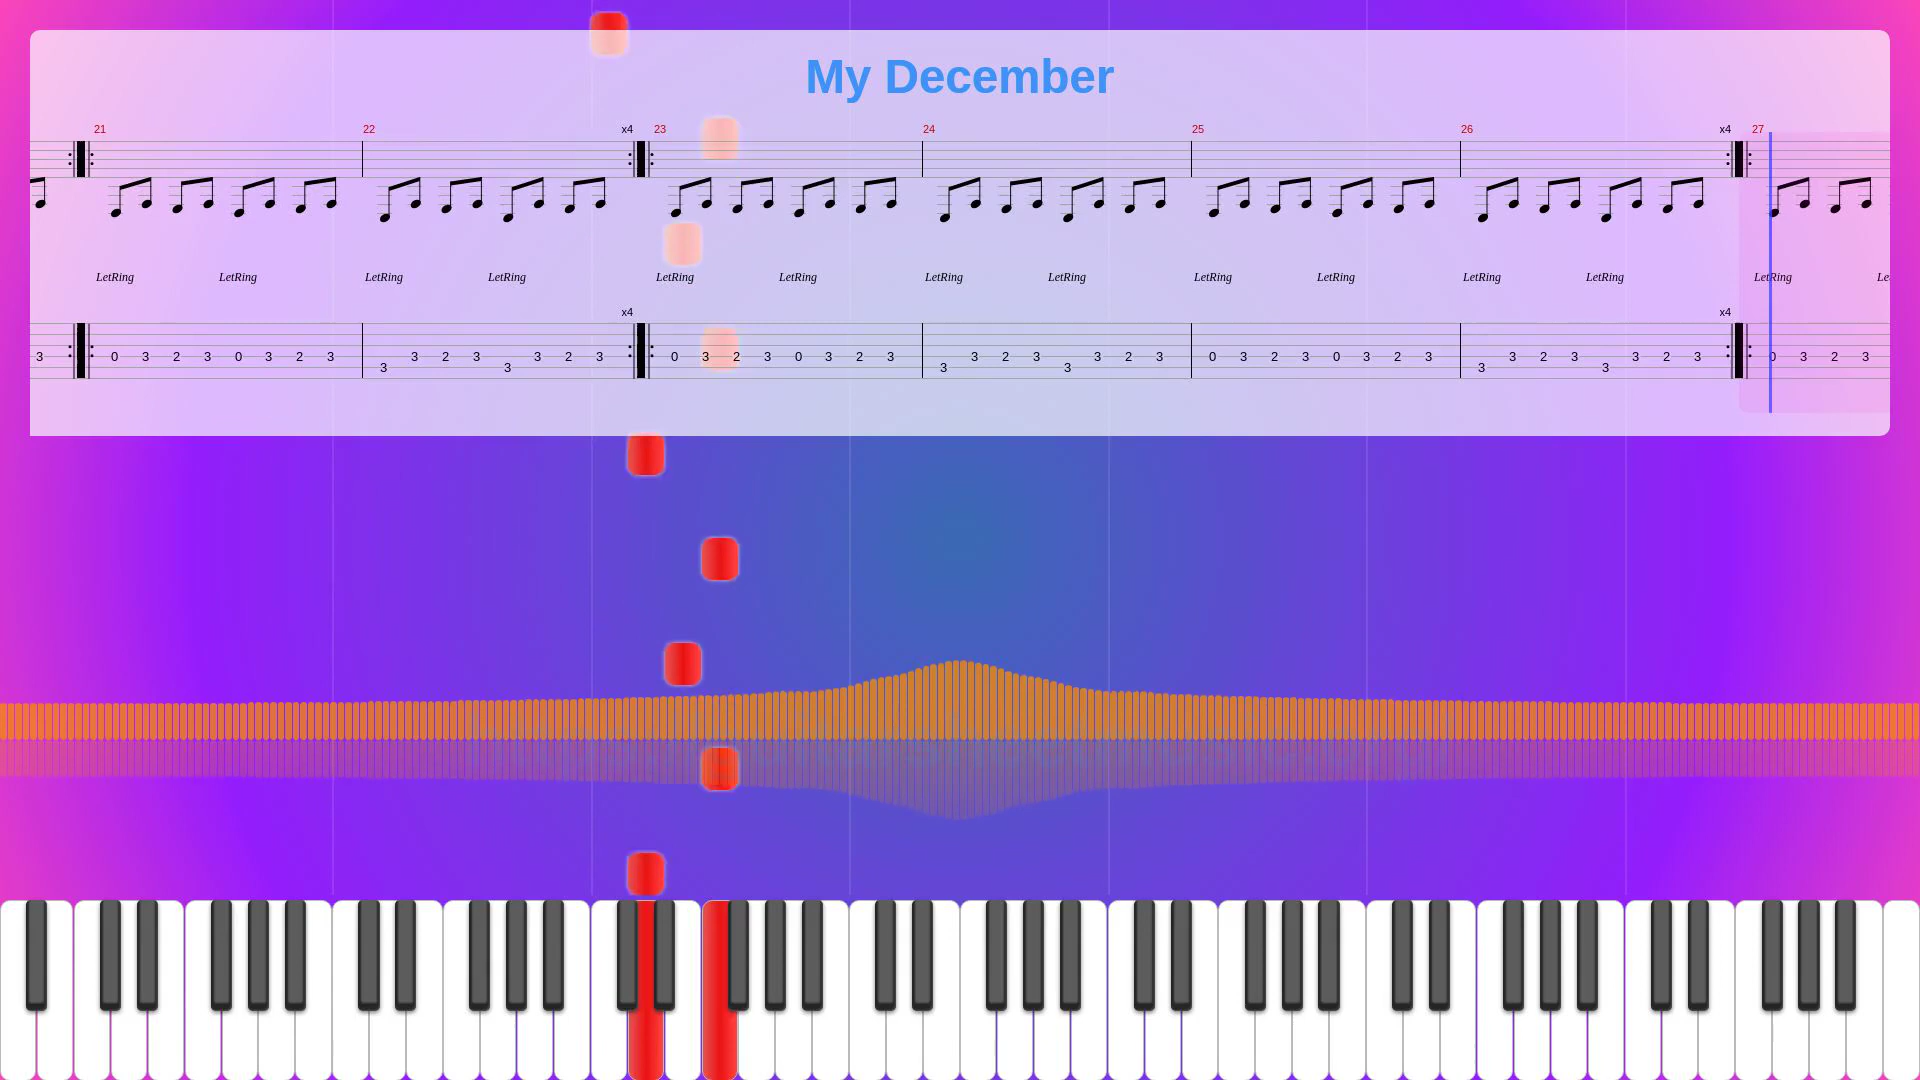 My December
21 22 x4 23 24 25 26 x4 27
LetRing LetRing LetRing LetRing LetRing LetRing LetRing LetRing LetRing LetRing LetRing LetRing LetRing Le
x4 x4
3 0 3 2 3 0 3 2 3 3 2 3 3 2 3 0 3 2 3 0 3 2 3 3 2 3 3 2 3 0 3 2 3 0 3 2 3 3 2 3 3 2 3 0 3 2 3
3 3 3 3 3 3